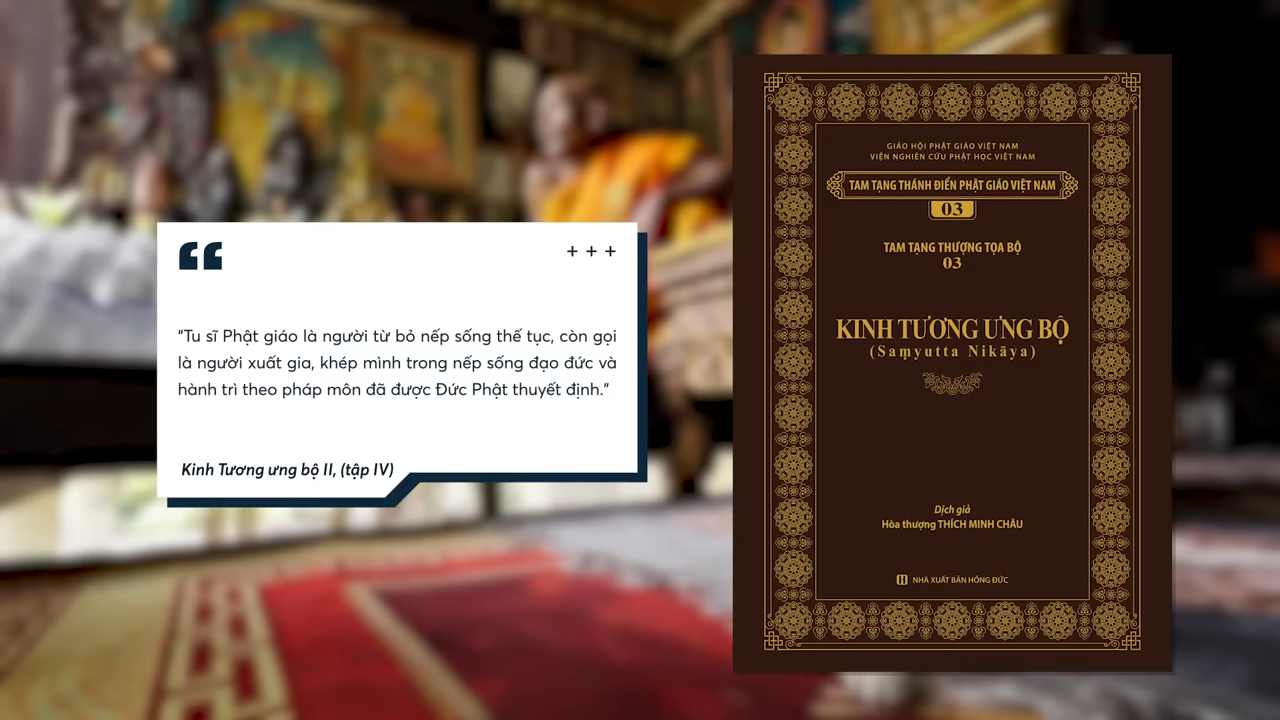 “Tu sĩ Phật giáo là người từ bỏ nếp sống thế tục, còn gọi
là người xuất gia, khép mình trong nếp sống đạo đức và
hành trì theo pháp môn đã được Đức Phật thuyết định.”
Kinh Tương ưng bộ II, (tập IV)
GIÁO HỘI PHẬT GIÁO VIỆT NAM
VIỆN NGHIÊN CỨU PHẬT HỌC VIỆT NAM
TAM TẠNG THÁNH ĐIỂN PHẬT GIÁO VIỆT NAM
03
TAM TẠNG THƯỢNG TỌA BỘ
03
KINH TƯƠNG ƯNG BỘ
(Saṃyutta Nikāya)
Dịch giả
Hòa thượng THÍCH MINH CHÂU
NHÀ XUẤT BẢN HỒNG ĐỨC